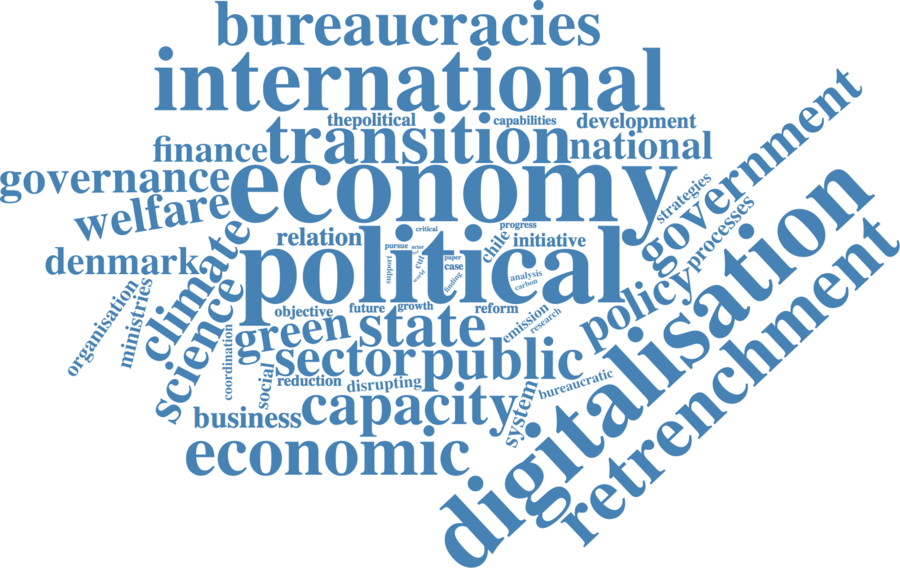 bureaucracies
international
thepolitical
capabilities
development
transition
finance
national
government
governance
economy
strategies
welfare
processes
critical
progress
relation
pursue
actor
chile
initiative
political
denmark
climate
support
cut
paper
case
world
finding
analysis
carbon
policy
digitalisation
organisation
ministries
science
objective
future
growth
reform
emission
research
green
state
retrenchment
coordination
sector
public
social
reduction
disrupting
bureaucratic
system
business
capacity
economic